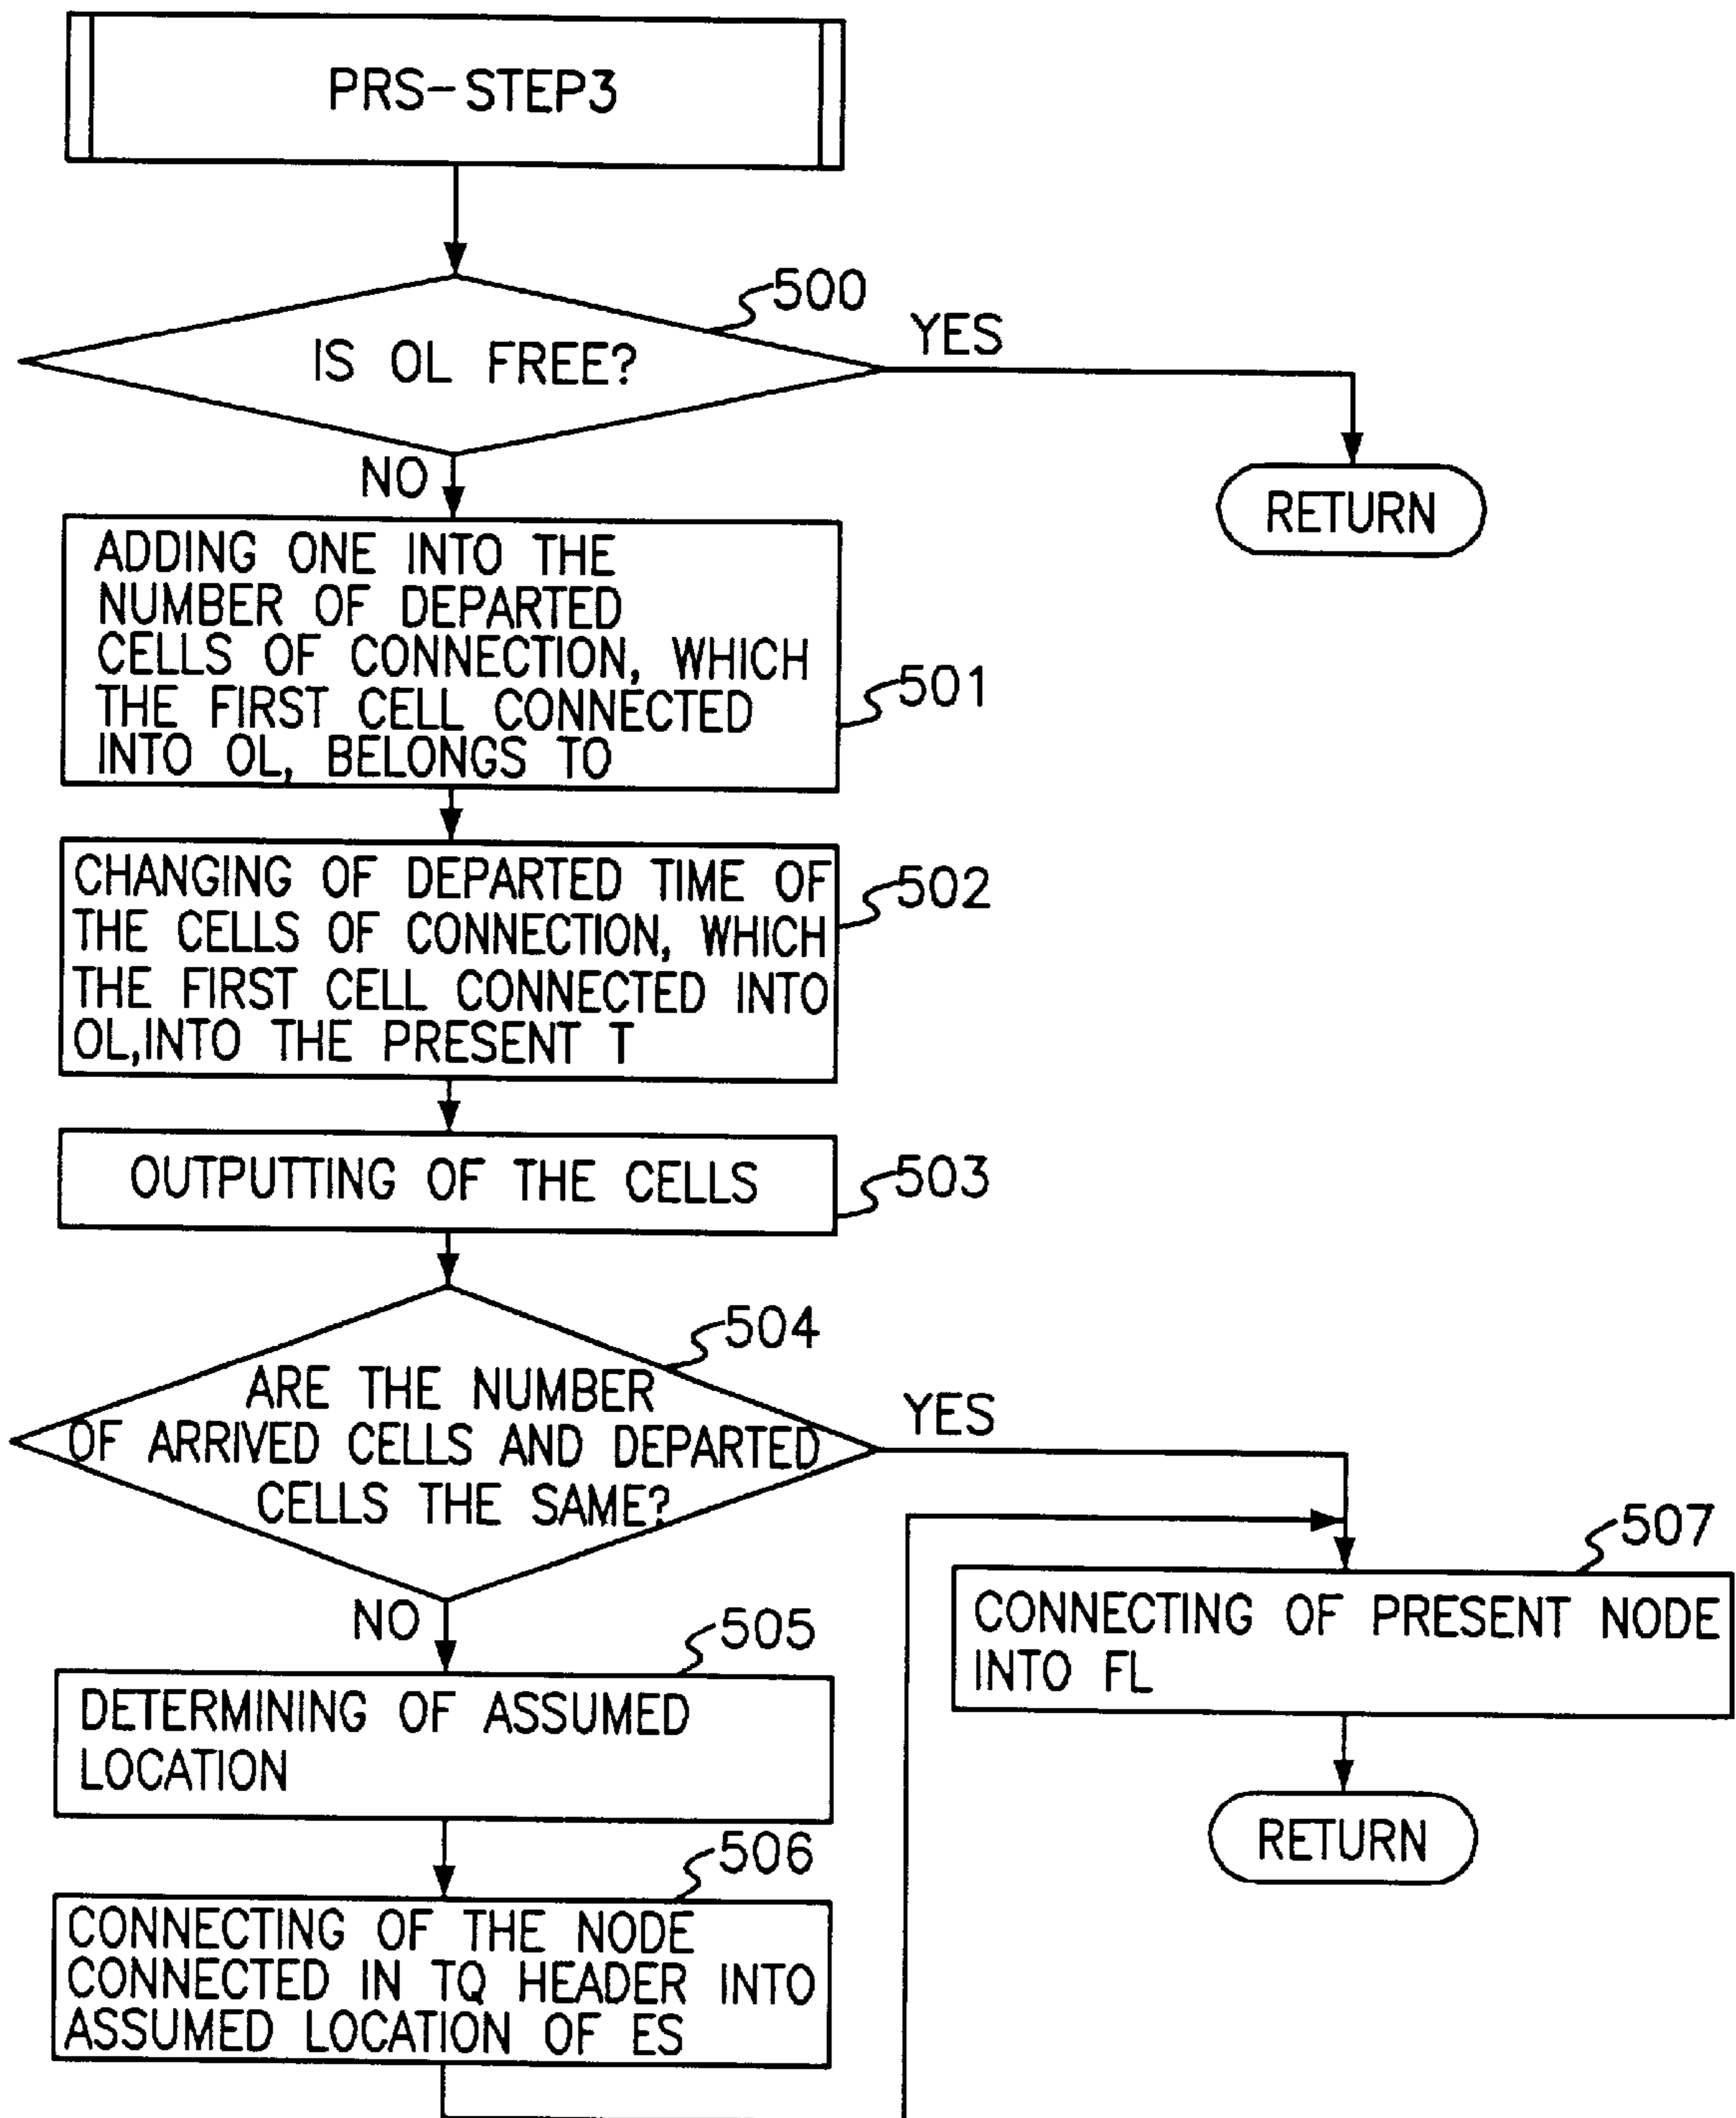 PRS-STEP3
500
IS OL FREE?
YES
NO
RETURN
ADDING ONE INTO THE
NUMBER OF DEPARTED
CELLS OF CONNECTION, WHICH
THE FIRST CELL CONNECTED
INTO OL, BELONGS TO
501
CHANGING OF DEPARTED TIME OF
THE CELLS OF CONNECTION, WHICH
THE FIRST CELL CONNECTED INTO
OL,INTO THE PRESENT T
502
OUTPUTTING OF THE CELLS
503
504
ARE THE NUMBER
OF ARRIVED CELLS AND DEPARTED
CELLS THE SAME?
YES
NO
507
CONNECTING OF PRESENT NODE
INTO FL
RETURN
505
DETERMINING OF ASSUMED
LOCATION
506
CONNECTING OF THE NODE
CONNECTED IN TQ HEADER INTO
ASSUMED LOCATION OF ES